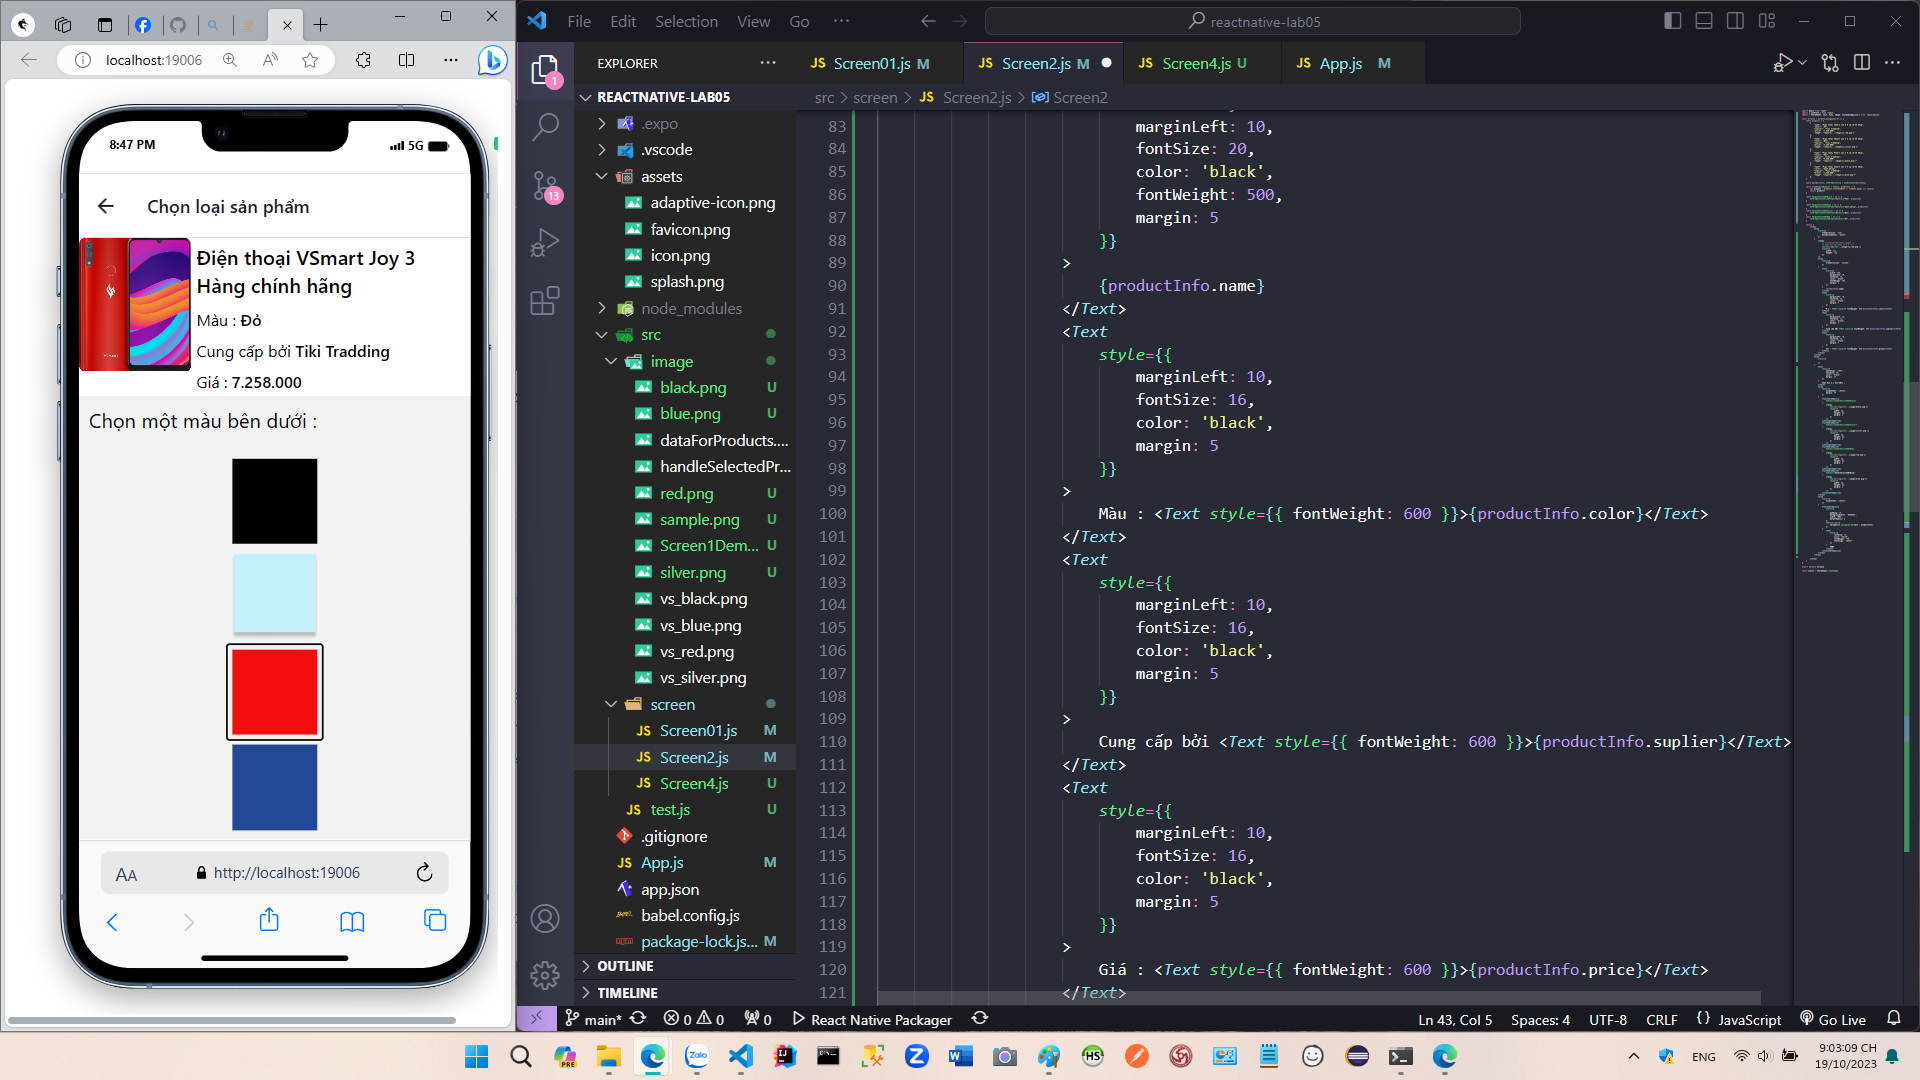 localhost:19006
8:47 PM
5G
Chọn loại sản phẩm
Điện thoại VSmart Joy 3
Hàng chính hãng
Màu : Đỏ
Cung cấp bởi Tiki Tradding
Giá : 7.258.000
Chọn một màu bên dưới :
AA
http://localhost:19006
File Edit Selection View Go ···
reactnative-lab05
1
13
EXPLORER
REACTNATIVE-LAB05
.expo
.vscode
assets
adaptive-icon.png
favicon.png
icon.png
splash.png
node_modules
src
image
black.png U
blue.png U
dataForProducts....
handleSelectedPr...
red.png U
sample.png U
Screen1Dem... U
silver.png U
vs_black.png
vs_blue.png
vs_red.png
vs_silver.png
screen
JS Screen01.js M
JS Screen2.js M
JS Screen4.js U
JS test.js U
.gitignore
JS App.js M
app.json
babel.config.js
package-lock.js... M
OUTLINE
TIMELINE
JS Screen01.js M
JS Screen2.js M
JS Screen4.js U
JS App.js M
src > screen > JS Screen2.js > Screen2
83 marginLeft: 10,
84 fontSize: 20,
85 color: 'black',
86 fontWeight: 500,
87 margin: 5
88 }}
89 >
90 {productInfo.name}
91 </Text>
92 <Text
93 style={{
94 marginLeft: 10,
95 fontSize: 16,
96 color: 'black',
97 margin: 5
98 }}
99 >
100 Màu : <Text style={{ fontWeight: 600 }}>{productInfo.color}</Text>
101 </Text>
102 <Text
103 style={{
104 marginLeft: 10,
105 fontSize: 16,
106 color: 'black',
107 margin: 5
108 }}
109 >
110 Cung cấp bởi <Text style={{ fontWeight: 600 }}>{productInfo.suplier}</Text>
111 </Text>
112 <Text
113 style={{
114 marginLeft: 10,
115 fontSize: 16,
116 color: 'black',
117 margin: 5
118 }}
119 >
120 Giá : <Text style={{ fontWeight: 600 }}>{productInfo.price}</Text>
121 </Text>
main* 0 0 0 React Native Packager
Ln 43, Col 5 Spaces: 4 UTF-8 CRLF {} JavaScript Go Live
PRE
Zalo
HS
ENG
9:03:09 CH
19/10/2023